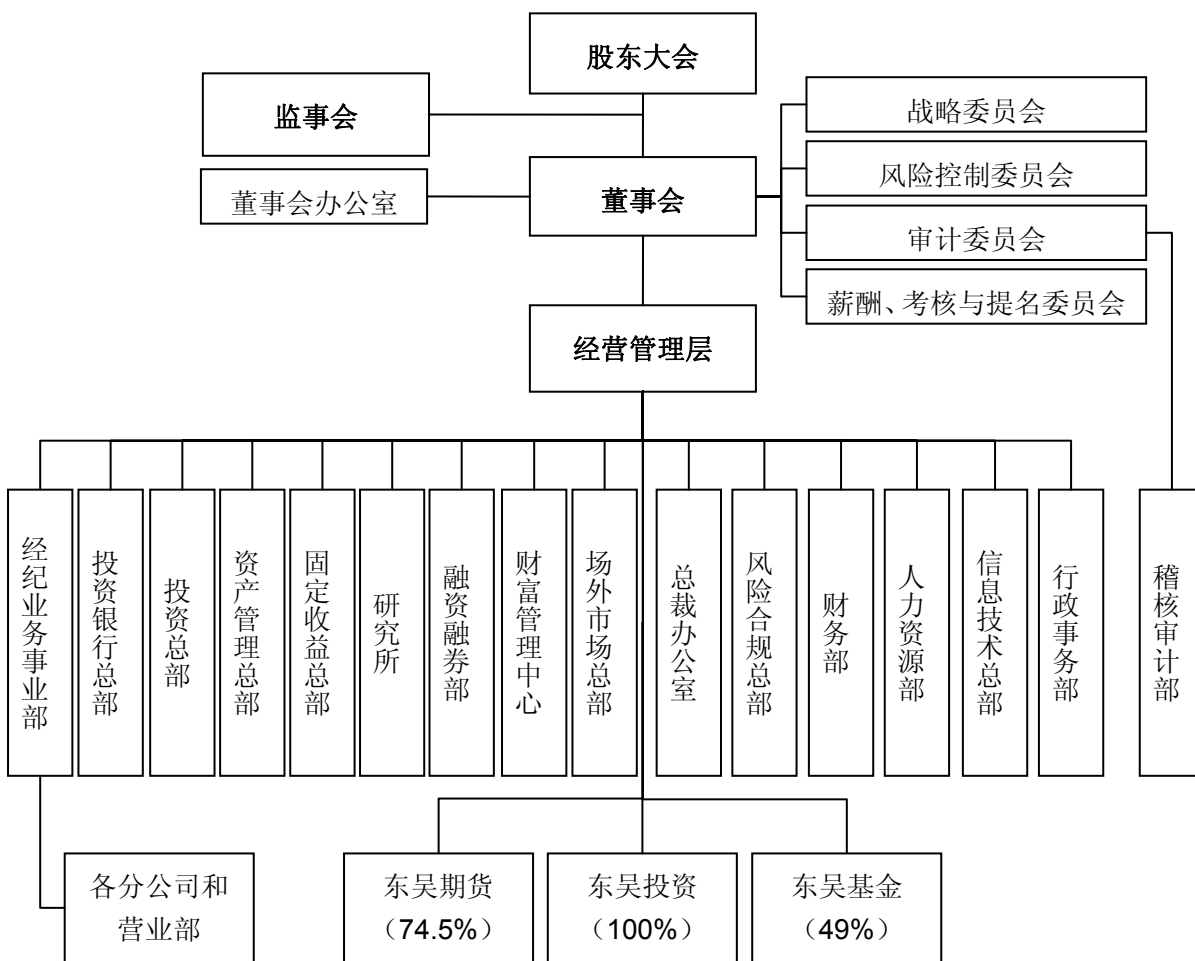 股东大会
监事会
战略委员会
风险控制委员会
董事会办公室
董事会
审计委员会
薪酬、考核与提名委员会
经营管理层
经纪业务事业部
投资银行总部
投资总部
资产管理总部
固定收益总部
研究所
融资融券部
财富管理中心
场外市场总部
总裁办公室
风险合规总部
财务部
人力资源部
信息技术总部
行政事务部
稽核审计部
各分公司和
营业部
东吴期货
（74.5%）
东吴投资
（100%）
东吴基金
（49%）